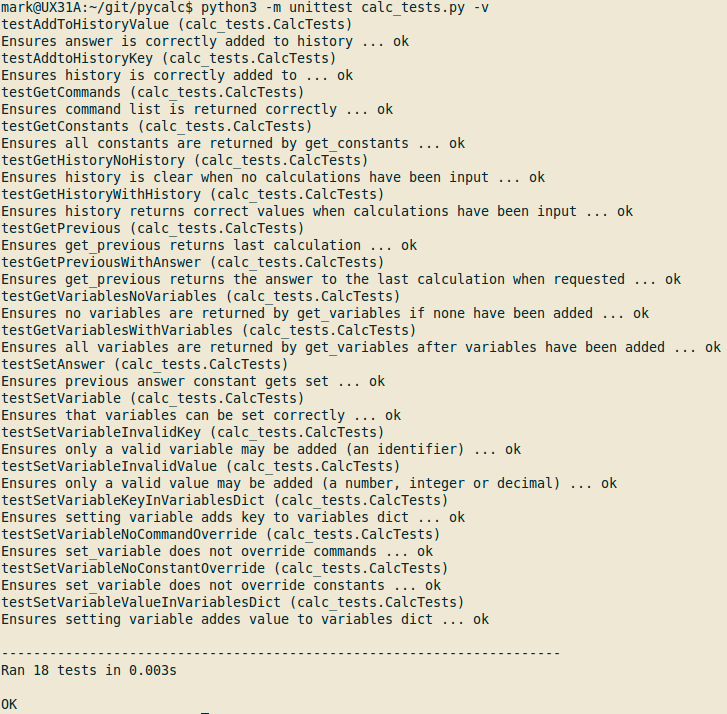 mark@UX31A:~/git/pycalc$ python3 -m unittest calc_tests.py -v
testAddToHistoryValue (calc_tests.CalcTests)
Ensures answer is correctly added to history ... ok
testAddtoHistoryKey (calc_tests.CalcTests)
Ensures history is correctly added to ... ok
testGetCommands (calc_tests.CalcTests)
Ensures command list is returned correctly ... ok
testGetConstants (calc_tests.CalcTests)
Ensures all constants are returned by get_constants ... ok
testGetHistoryNoHistory (calc_tests.CalcTests)
Ensures history is clear when no calculations have been input ... ok
testGetHistoryWithHistory (calc_tests.CalcTests)
Ensures history returns correct values when calculations have been input ... ok
testGetPrevious (calc_tests.CalcTests)
Ensures get_previous returns last calculation ... ok
testGetPreviousWithAnswer (calc_tests.CalcTests)
Ensures get_previous returns the answer to the last calculation when requested ... ok
testGetVariablesNoVariables (calc_tests.CalcTests)
Ensures no variables are returned by get_variables if none have been added ... ok
testGetVariablesWithVariables (calc_tests.CalcTests)
Ensures all variables are returned by get_variables after variables have been added ... ok
testSetAnswer (calc_tests.CalcTests)
Ensures previous answer constant gets set ... ok
testSetVariable (calc_tests.CalcTests)
Ensures that variables can be set correctly ... ok
testSetVariableInvalidKey (calc_tests.CalcTests)
Ensures only a valid variable may be added (an identifier) ... ok
testSetVariableInvalidValue (calc_tests.CalcTests)
Ensures only a valid value may be added (a number, integer or decimal) ... ok
testSetVariableKeyInVariablesDict (calc_tests.CalcTests)
Ensures setting variable adds key to variables dict ... ok
testSetVariableNoCommandOverride (calc_tests.CalcTests)
Ensures set_variable does not override commands ... ok
testSetVariableNoConstantOverride (calc_tests.CalcTests)
Ensures set_variable does not override constants ... ok
testSetVariableValueInVariablesDict (calc_tests.CalcTests)
Ensures setting variable addes value to variables dict ... ok
----------------------------------------------------------------------
Ran 18 tests in 0.003s
OK